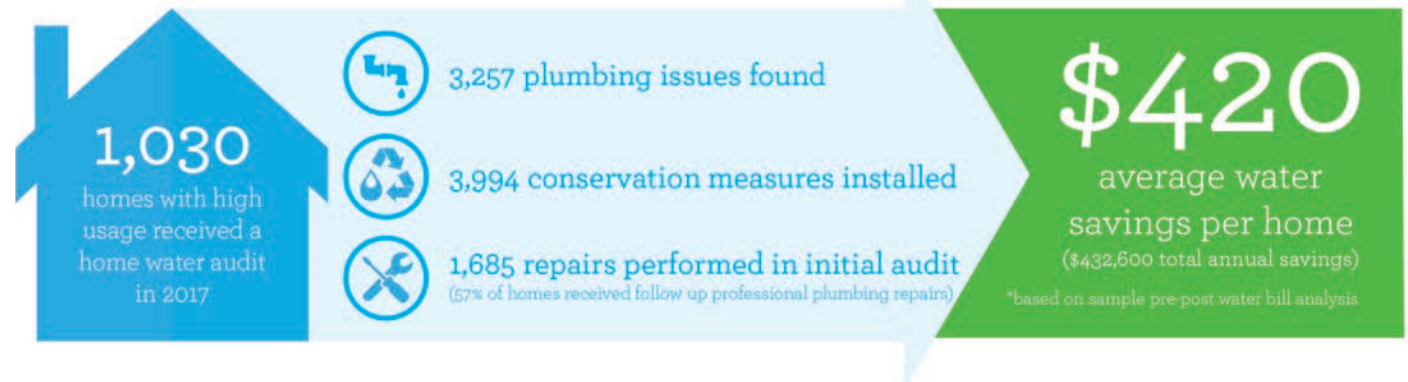 1,030
homes with high
usage received a
home water audit
in 2017
3,257 plumbing issues found
3,994 conservation measures installed
1,685 repairs performed in initial audit
(57% of homes received follow up professional plumbing repairs)
$420
average water
savings per home
($432,600 total annual savings)
*based on sample pre-post water bill analysis